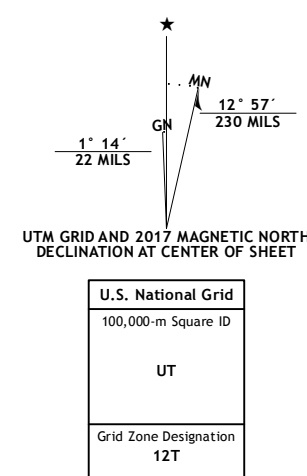 MN
GN
12° 57´
230 MILS
1° 14´
22 MILS
UTM GRID AND 2017 MAGNETIC NORTH
DECLINATION AT CENTER OF SHEET
U.S. National Grid
100,000-m Square ID
UT
Grid Zone Designation
12T